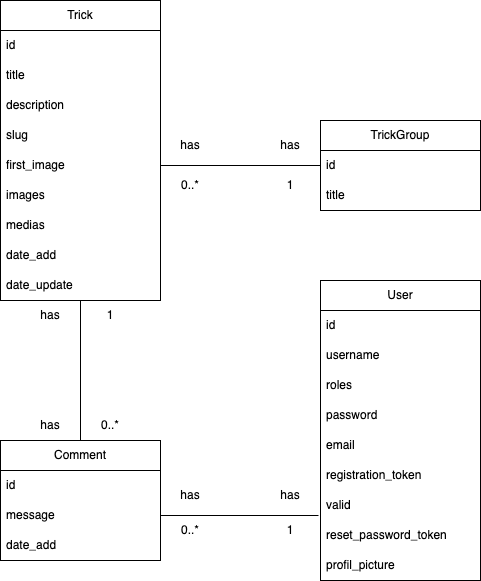 Trick
id
title
description
slug
first_image
images
medias
date_add
date_update
has has
0..* 1
TrickGroup
id
title
has 1
has 0..*
Comment
id
message
date_add
has has
0..* 1
User
id
username
roles
password
email
registration_token
valid
reset_password_token
profil_picture